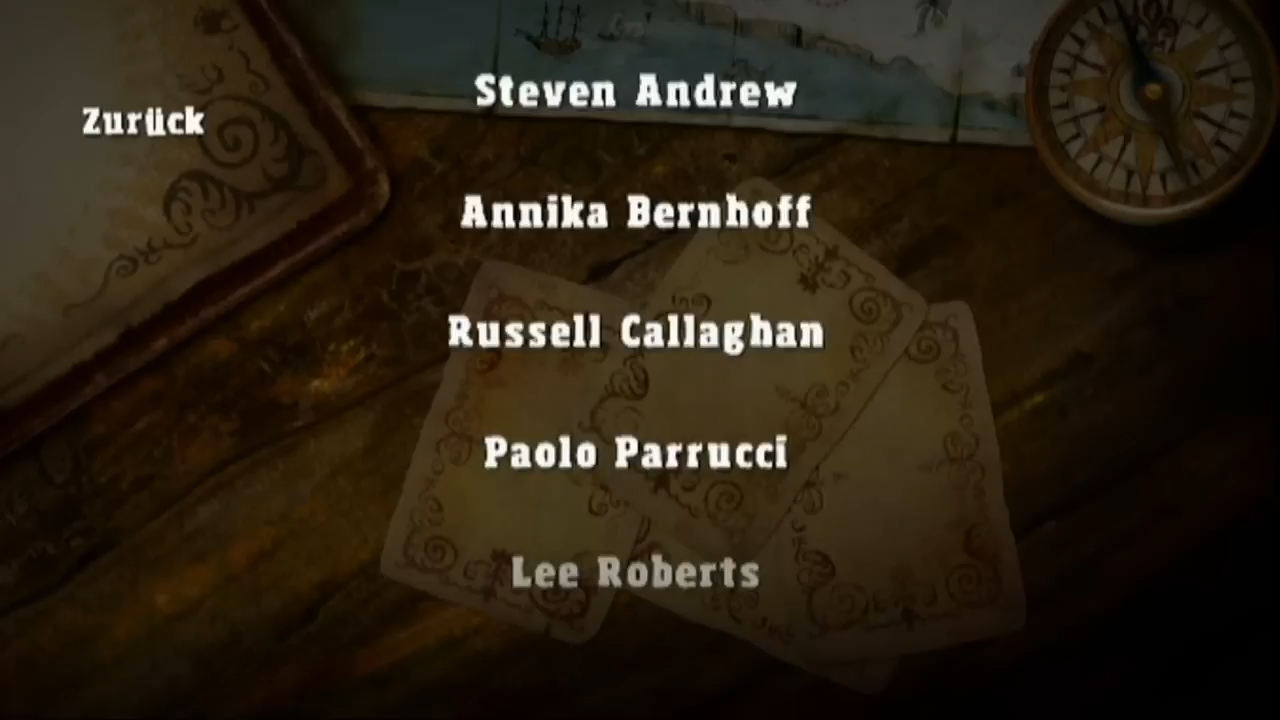 Zurück
Steven Andrew
Annika Bernhoff
Russell Callaghan
Paolo Parrucci
Lee Roberts